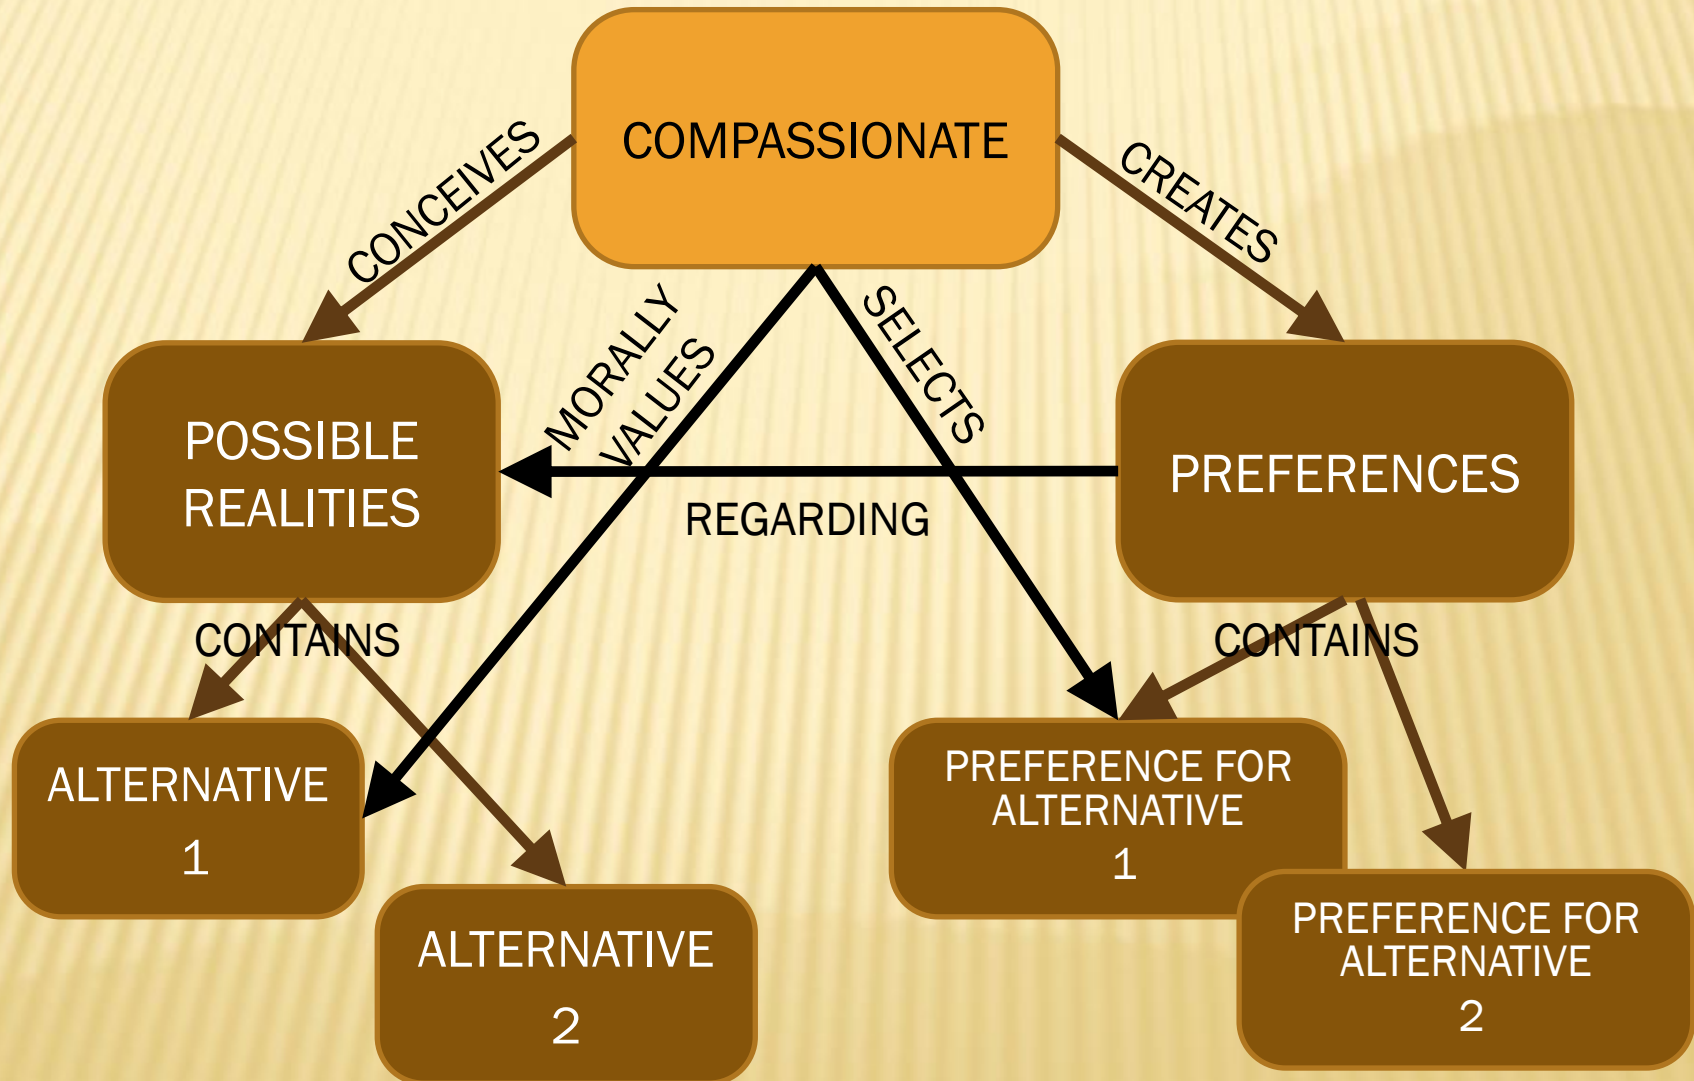 COMPASSIONATE
CONCEIVES
CREATES
MORALLY
VALUES
SELECTS
POSSIBLE
REALITIES
PREFERENCES
REGARDING
CONTAINS
CONTAINS
ALTERNATIVE
1
ALTERNATIVE
2
PREFERENCE FOR
ALTERNATIVE
1
PREFERENCE FOR
ALTERNATIVE
2